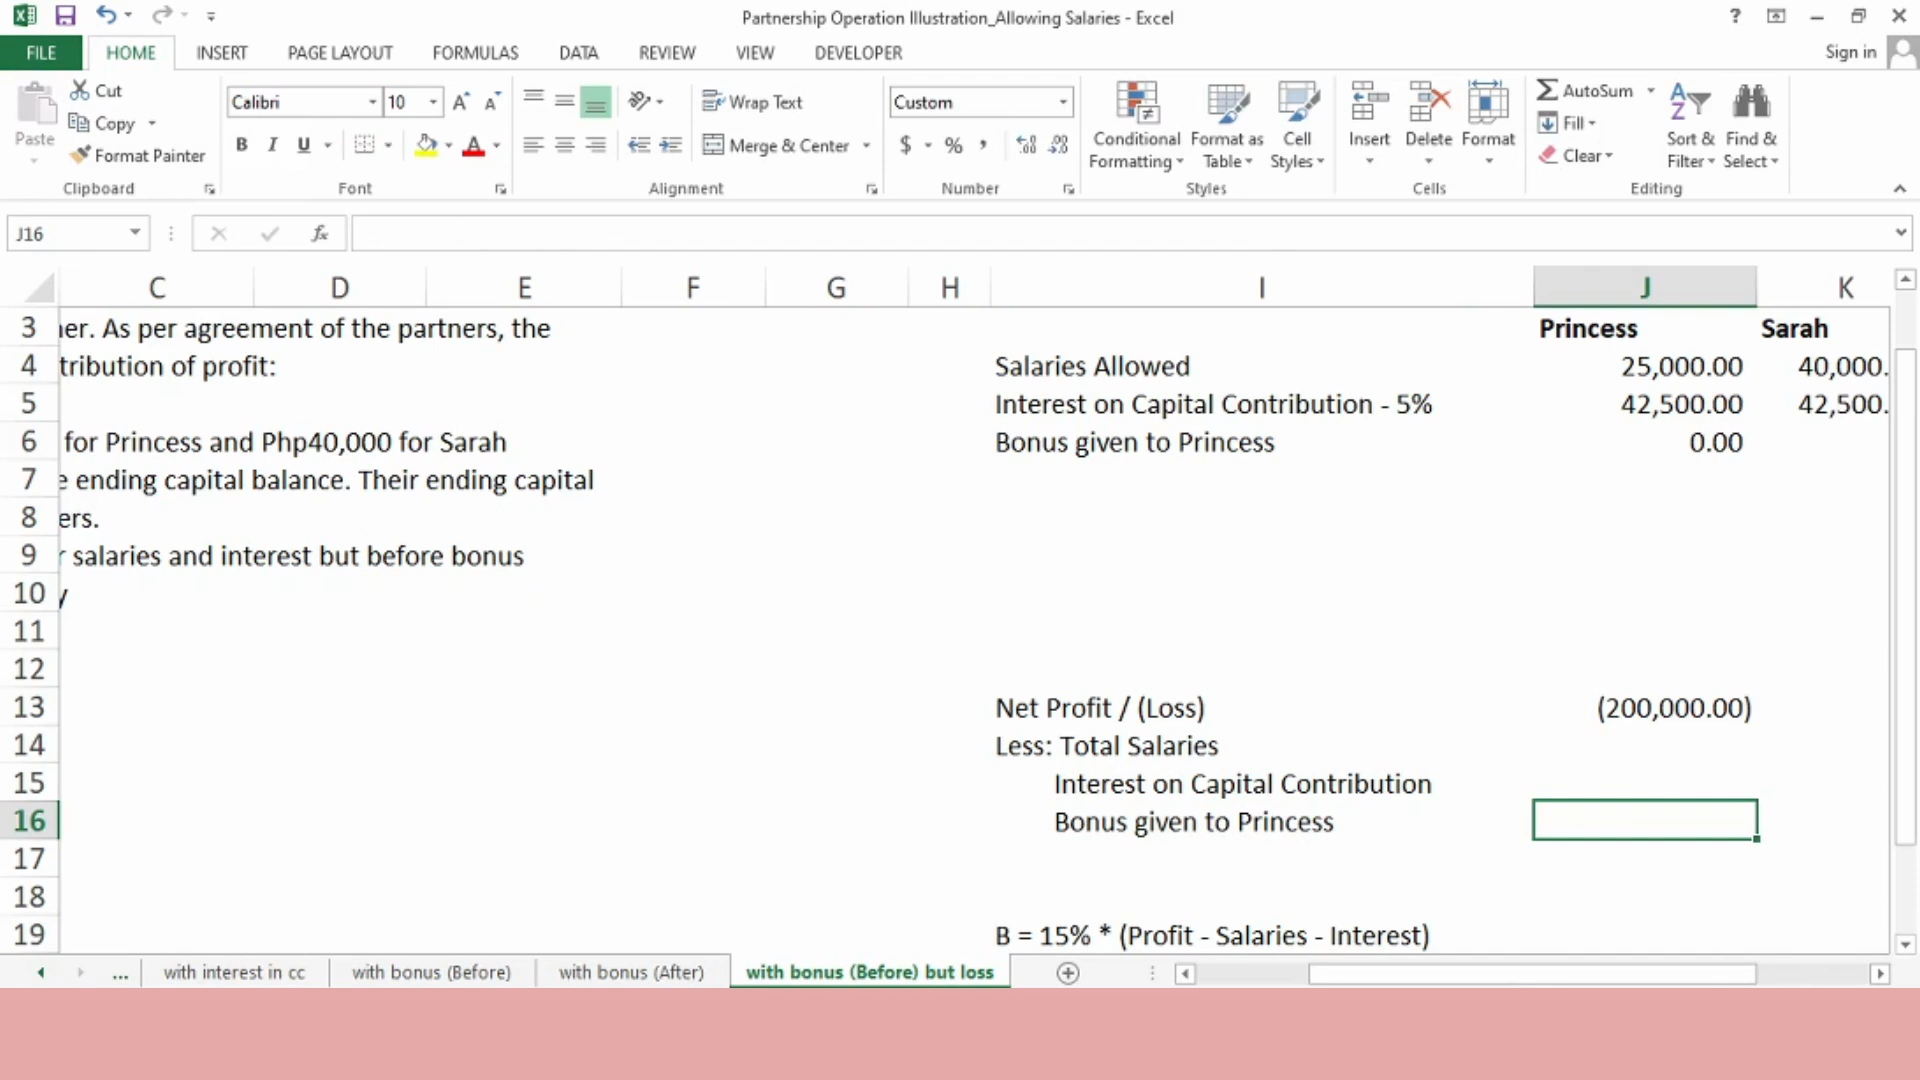 Partnership Operation Illustration_Allowing Salaries - Excel
?
FILE HOME INSERT PAGE LAYOUT FORMULAS DATA REVIEW VIEW DEVELOPER Sign in
Paste
Cut
Copy
Format Painter
Clipboard
Calibri 10
B I U
Font
Wrap Text
Merge & Center
Alignment
Custom
$ % ,
Number
Conditional Formatting
Format as Table
Cell Styles
Styles
Insert
Delete
Format
Cells
AutoSum
Fill
Clear
Sort & Filter
Find & Select
Editing
J16 fx
C D E F G H I J K
3 er. As per agreement of the partners, the Princess Sarah
4 tribution of profit: Salaries Allowed 25,000.00 40,000.
5 Interest on Capital Contribution - 5% 42,500.00 42,500.
6 for Princess and Php40,000 for Sarah Bonus given to Princess 0.00
7 e ending capital balance. Their ending capital
8 ers.
9 r salaries and interest but before bonus
10 y
11
12
13 Net Profit / (Loss) (200,000.00)
14 Less: Total Salaries
15 Interest on Capital Contribution
16 Bonus given to Princess
17
18
19 B = 15% * (Profit - Salaries - Interest)
... with interest in cc with bonus (Before) with bonus (After) with bonus (Before) but loss